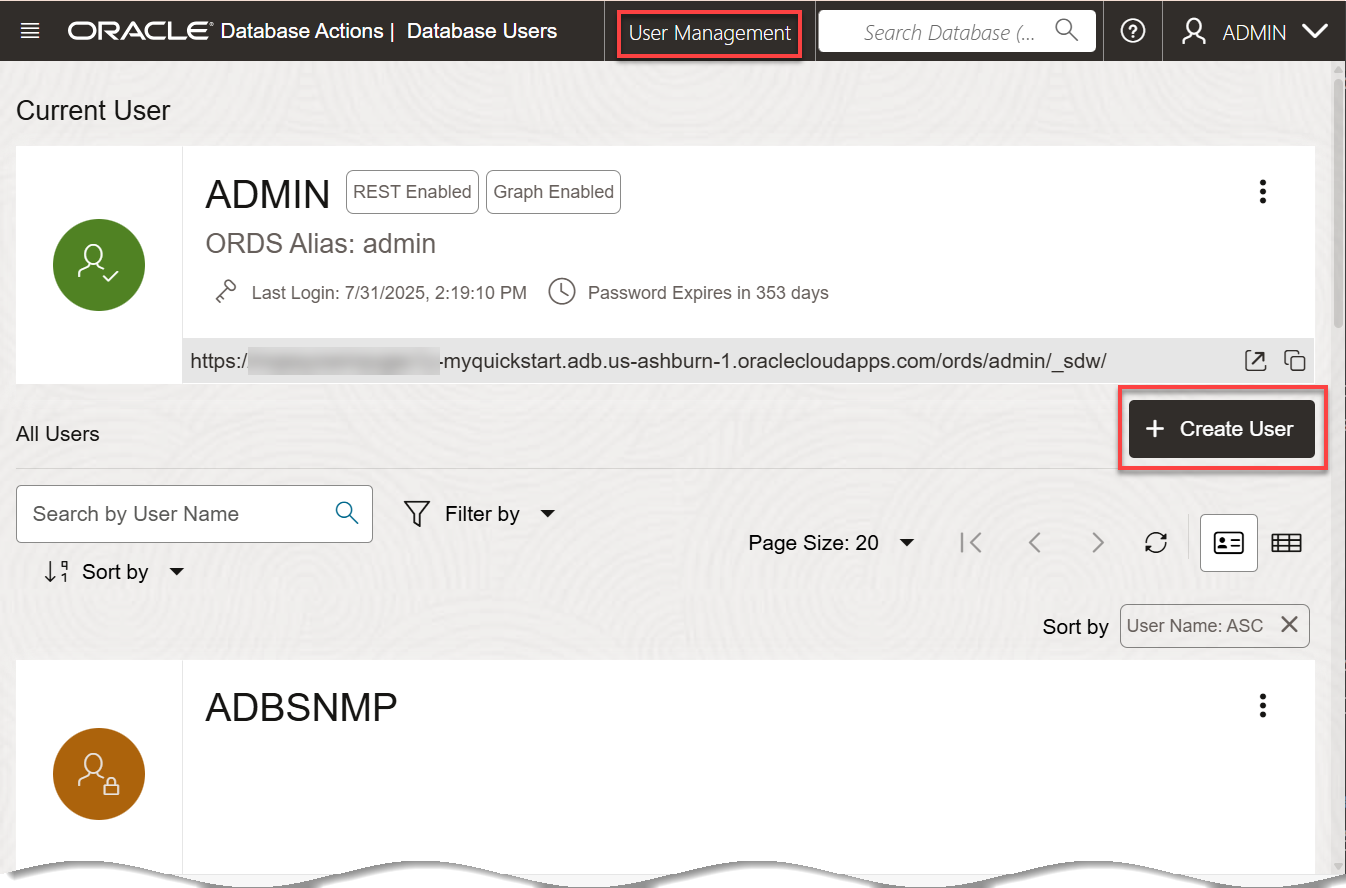 ORACLE Database Actions | Database Users User Management Search Database (... ADMIN
Current User
ADMIN REST Enabled Graph Enabled
ORDS Alias: admin
Last Login: 7/31/2025, 2:19:10 PM Password Expires in 353 days
https:/ -myquickstart.adb.us-ashburn-1.oraclecloudapps.com/ords/admin/_sdw/
All Users + Create User
Search by User Name Filter by
Page Size: 20
Sort by
Sort by User Name: ASC
ADBSNMP